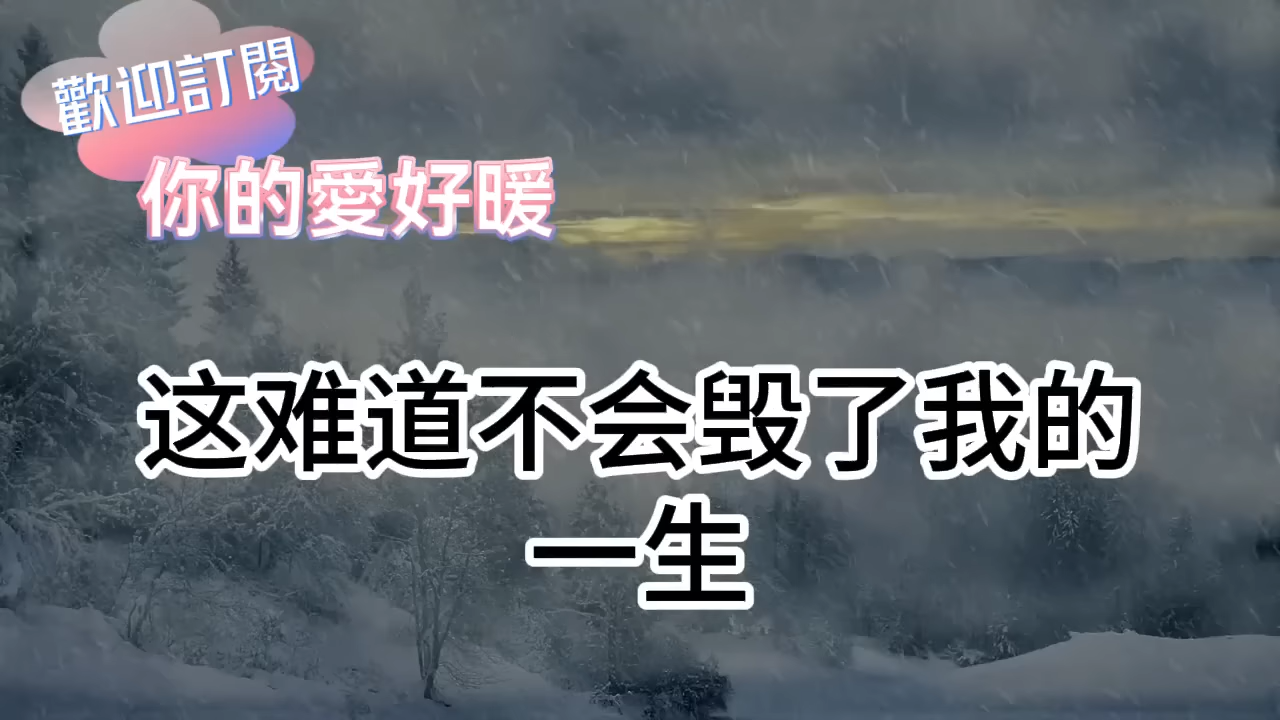 歡迎訂閱
你的愛好暖
这难道不会毁了我的
一生